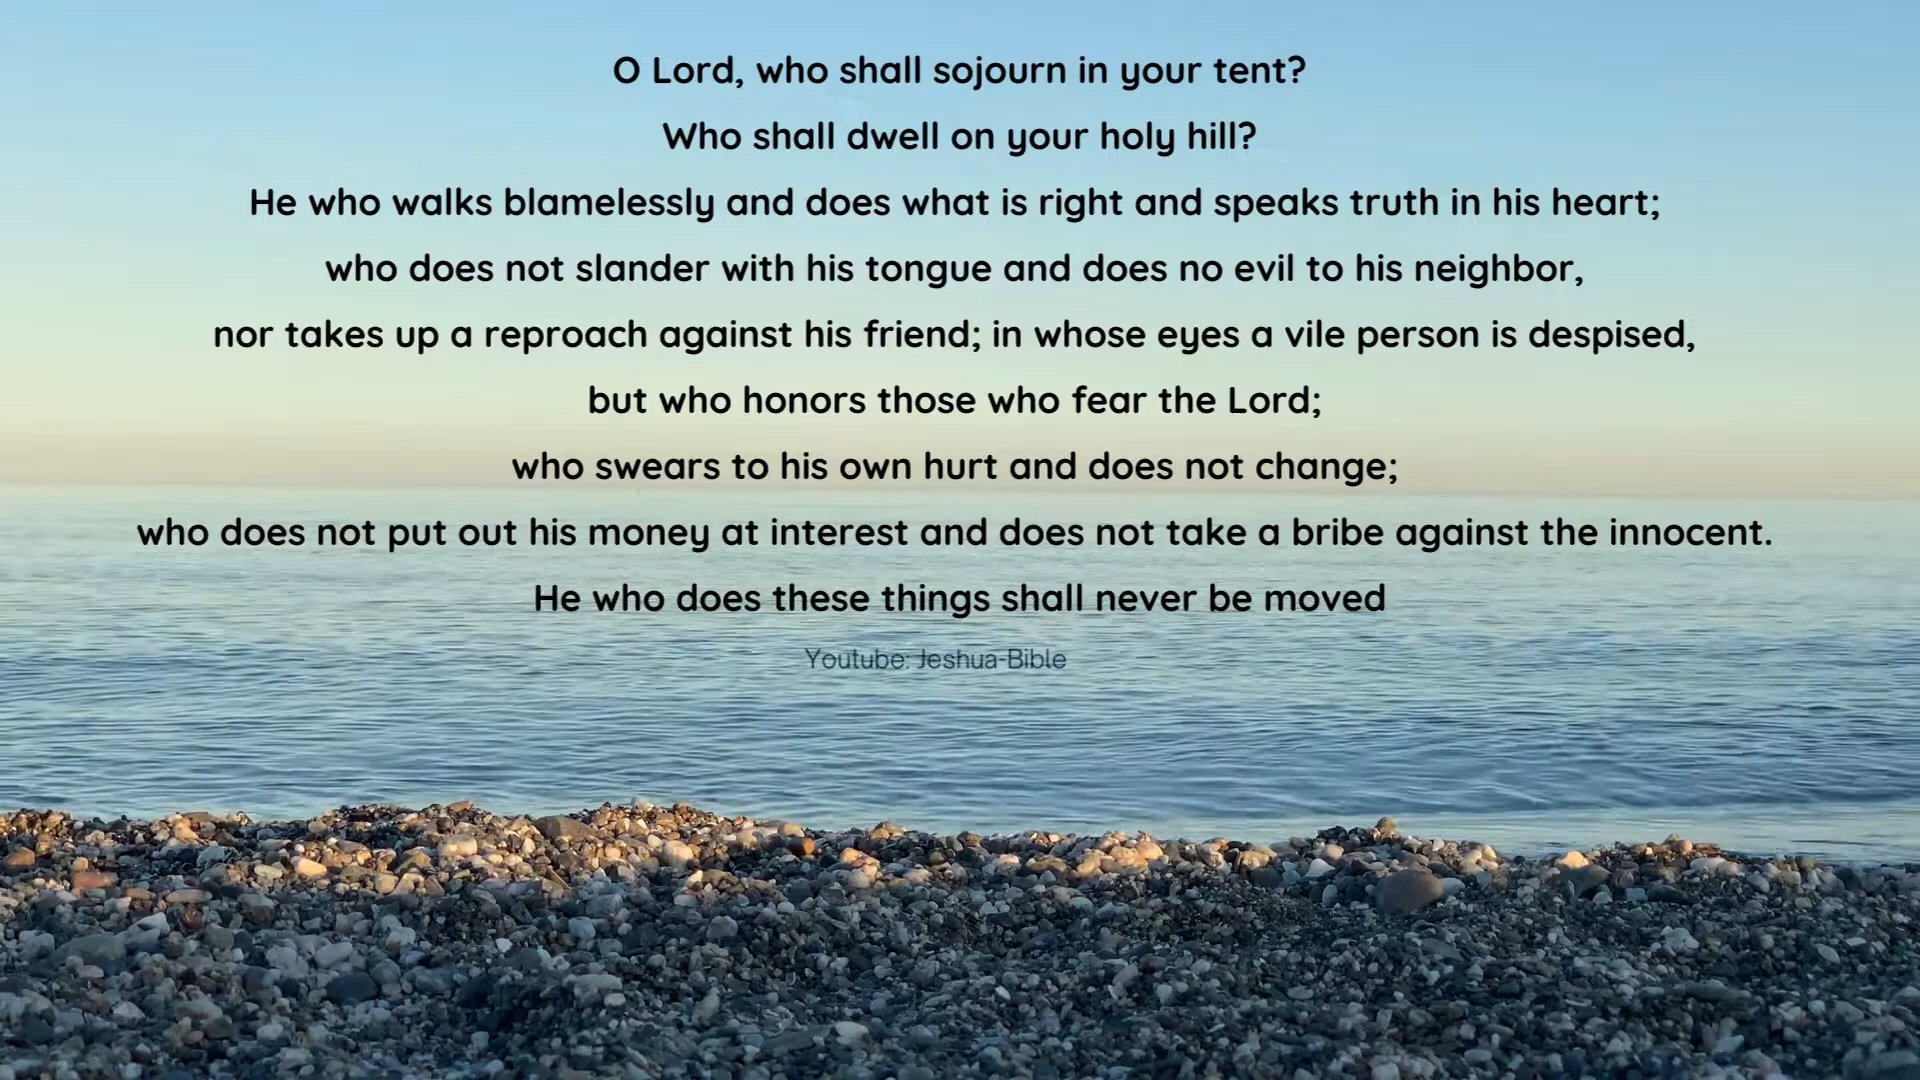 O Lord, who shall sojourn in your tent?
Who shall dwell on your holy hill?
He who walks blamelessly and does what is right and speaks truth in his heart;
who does not slander with his tongue and does no evil to his neighbor,
nor takes up a reproach against his friend; in whose eyes a vile person is despised,
but who honors those who fear the Lord;
who swears to his own hurt and does not change;
who does not put out his money at interest and does not take a bribe against the innocent.
He who does these things shall never be moved
Youtube: Jeshua-Bible